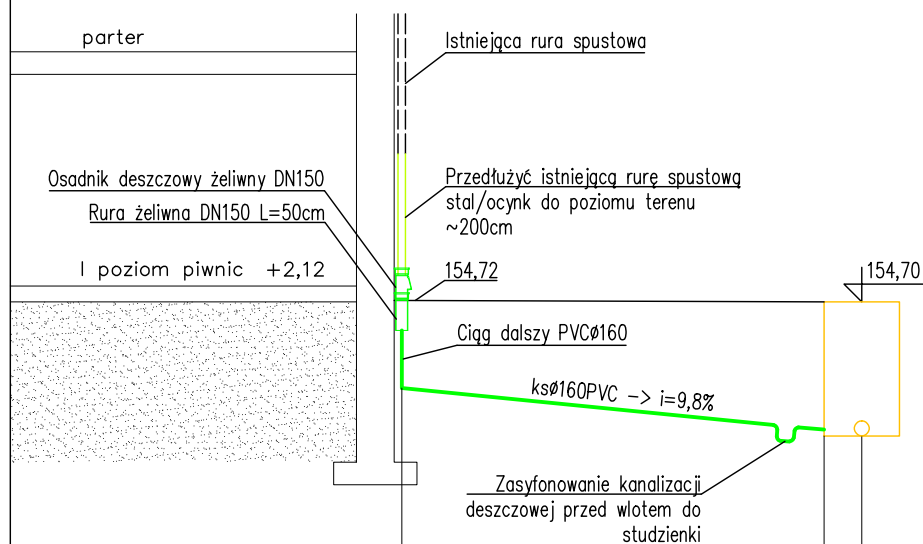 parter
Istniejąca rura spustowa
Osadnik deszczowy żeliwny DN150
Rura żeliwna DN150 L=50cm
Przedłużyć istniejącą rurę spustową
stal/ocynk do poziomu terenu
~200cm
I poziom piwnic +2,12
154,72
154,70
Ciąg dalszy PVCø160
ksø160PVC -> i=9,8%
Zasyfonowanie kanalizacji
deszczowej przed wlotem do
studzienki